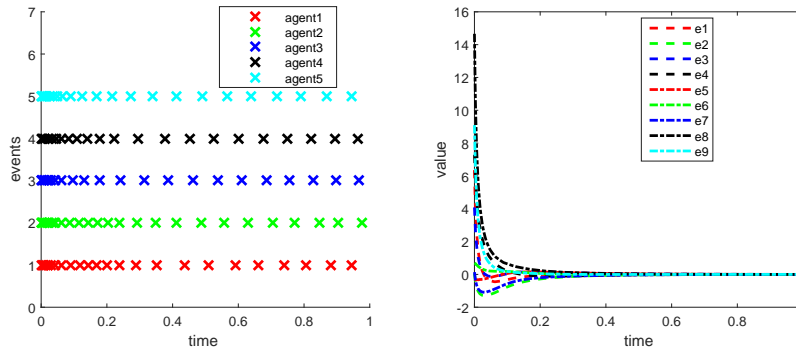 7
6
5
4
3
2
1
0
events
0
0.2
0.4
0.6
0.8
1
time
agent1
agent2
agent3
agent4
agent5
16
14
12
10
8
6
4
2
0
-2
value
0
0.2
0.4
0.6
0.8
time
e1
e2
e3
e4
e5
e6
e7
e8
e9